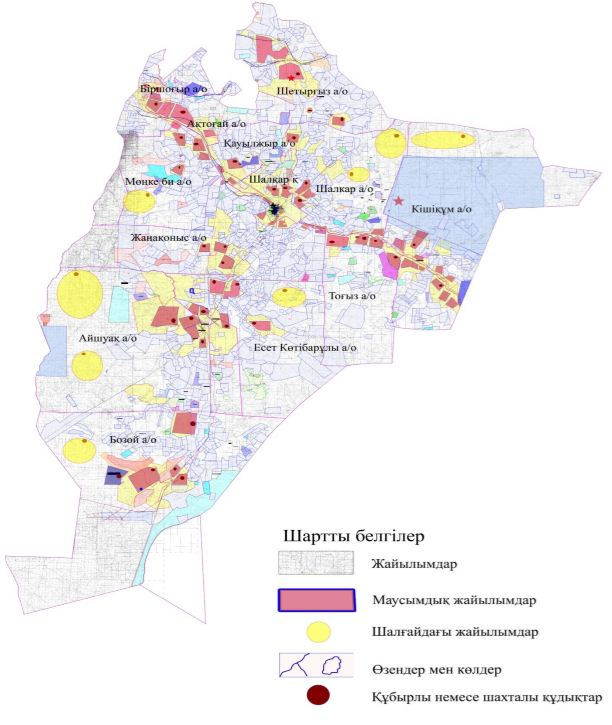 Біршоғыр а/о
Шетырғыз а/о
Ақтоғай а/о
Қауылжыр а/о
Мөнке би а/о
Шалқар қ
Шалқар а/о
Кішіқұм а/о
Жанақоныс а/о
Тоғыз а/о
Айшуақ а/о
Есет Көтібарұлы а/о
Бозой а/о
Шартты белгілер
Жайылымдар
Маусымдық жайылымдар
Шалғайдағы жайылымдар
Өзендер мен көлдер
Құбырлы немесе шахталы құдықтар